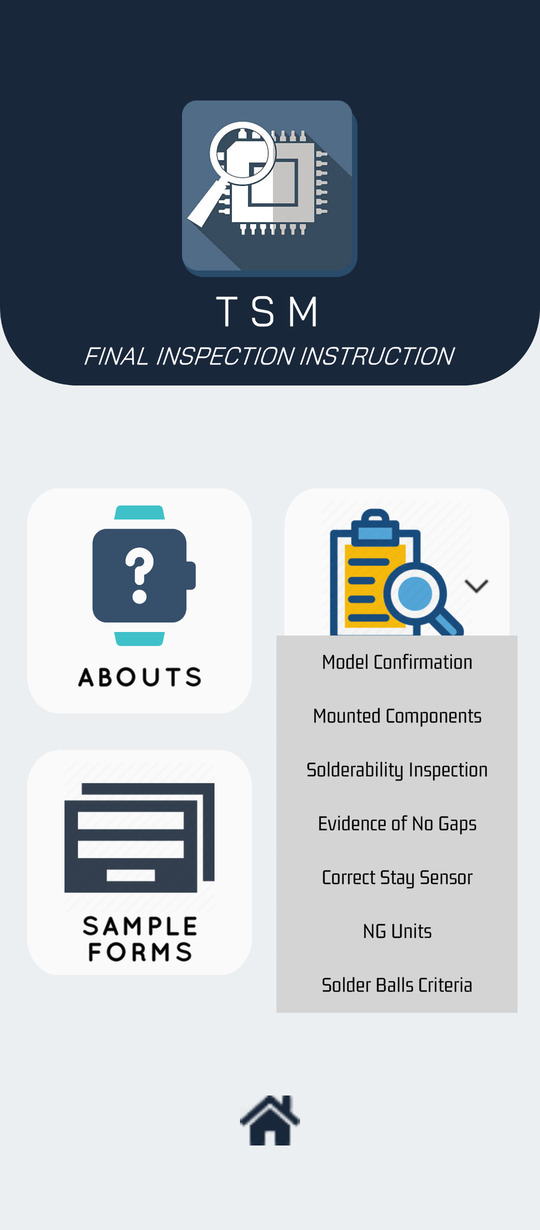 TSM
FINAL INSPECTION INSTRUCTION
?
ABOUTS
Model Confirmation
Mounted Components
Solderability Inspection
Evidence of No Gaps
Correct Stay Sensor
NG Units
Solder Balls Criteria
SAMPLE
FORMS